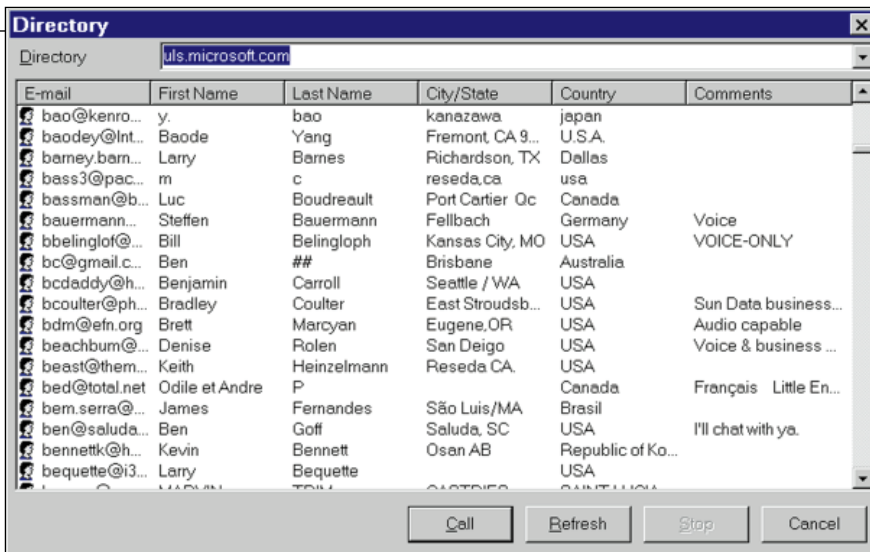 Directory
Directory uls.microsoft.com
E-mail First Name Last Name City/State Country Comments
bao@kenro... y. bao kanazawa japan
baodey@Int... Baode Yang Fremont, CA 9... U.S.A.
barney.barn... Larry Barnes Richardson, TX Dallas
bass3@pac... m c reseda,ca usa
bassman@b... Luc Boudreault Port Cartier Qc Canada
bauermann... Steffen Bauermann Fellbach Germany Voice
bbelinglof@... Bill Belingloph Kansas City, MO USA VOICE-ONLY
bc@gmail.c... Ben ## Brisbane Australia
bcdaddy@h... Benjamin Carroll Seattle / WA USA
bcoulter@ph... Bradley Coulter East Stroudsb... USA Sun Data business...
bdm@efn.org Brett Marcyan Eugene,OR USA Audio capable
beachbum@... Denise Rolen San Deigo USA Voice & business ...
beast@them... Keith Heinzelmann Reseda CA. USA
bed@total.net Odile et Andre P Canada Français Little En...
bem.serra@... James Fernandes São Luis/MA Brasil
ben@saluda... Ben Goff Saluda, SC USA I'll chat with ya.
bennettk@h... Kevin Bennett Osan AB Republic of Ko...
bequette@i3... Larry Bequette USA
MARVIN TRIM CASTRIES SAINT LUCIA
Call Refresh Stop Cancel